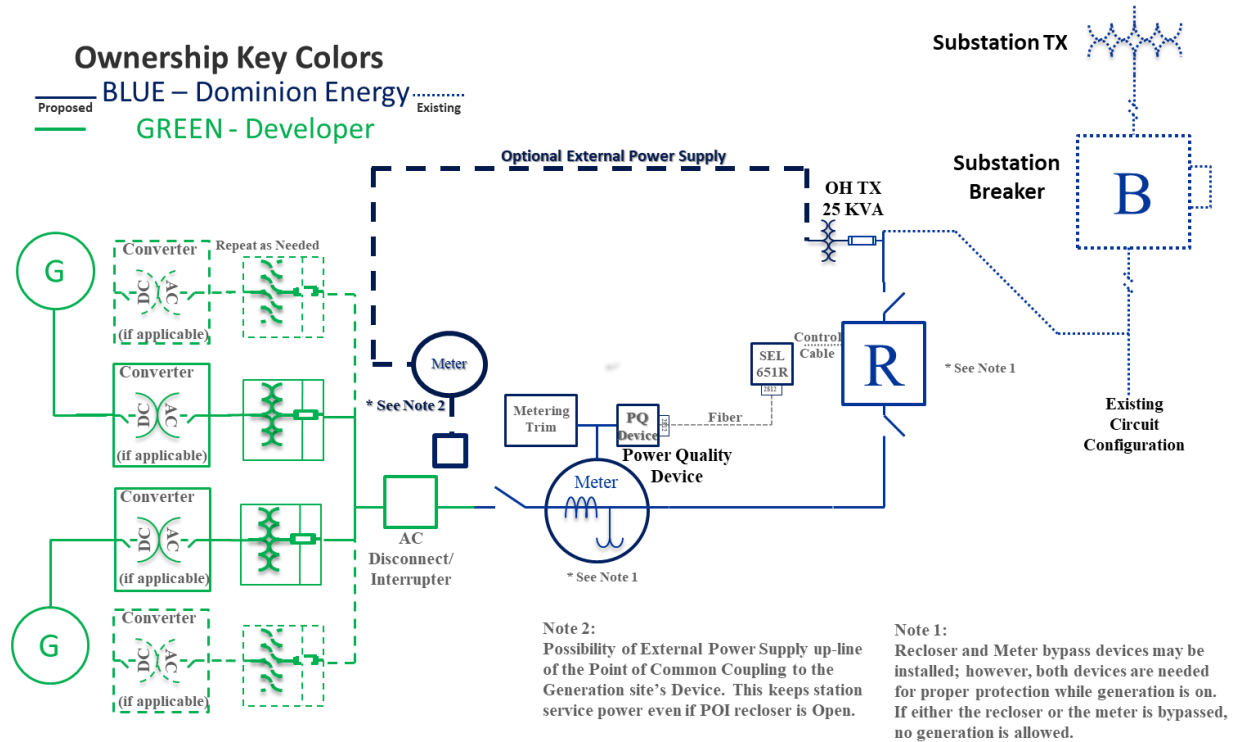 Ownership Key Colors
Proposed
BLUE – Dominion Energy
Existing
GREEN - Developer
Substation TX
Substation
Breaker
B
Optional External Power Supply
OH TX
25 KVA
G
Converter
DC
AC
(if applicable)
Repeat as Needed
Converter
DC
AC
(if applicable)
Converter
DC
AC
(if applicable)
G
Converter
DC
AC
(if applicable)
Meter
* See Note 2
AC
Disconnect/
Interrupter
Metering
Trim
PQ
Device
2812
Power Quality
Device
Fiber
SEL
651R
2812
Control
Cable
R
* See Note 1
Meter
* See Note 1
Existing
Circuit
Configuration
Note 2:
Possibility of External Power Supply up-line
of the Point of Common Coupling to the
Generation site's Device.  This keeps station
service power even if POI recloser is Open.
Note 1:
Recloser and Meter bypass devices may be
installed; however, both devices are needed
for proper protection while generation is on.
If either the recloser or the meter is bypassed,
no generation is allowed.